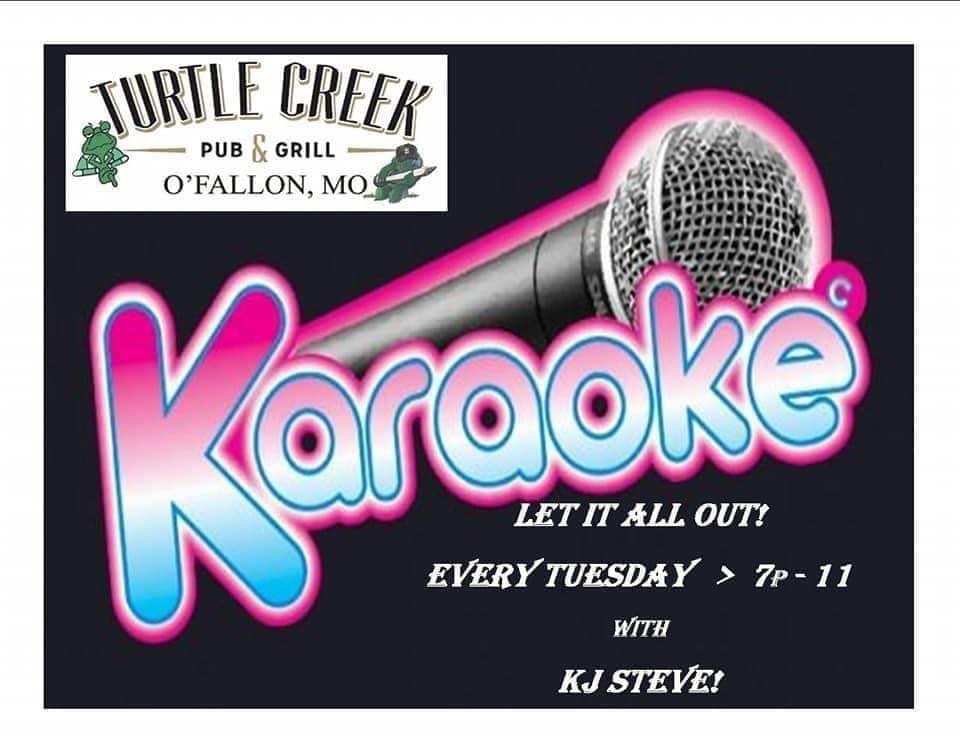 TURTLE CREEK
PUB & GRILL
O'FALLON, MO
Karaoke
C
LET IT ALL OUT!
EVERY TUESDAY > 7P - 11
WITH
KJ STEVE!